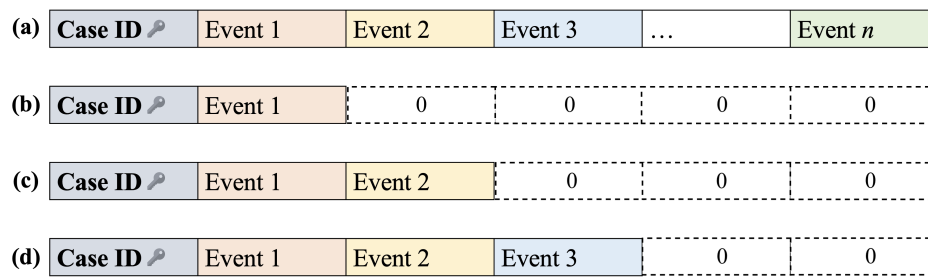 (a) Case ID Event 1 Event 2 Event 3 ... Event n
(b) Case ID Event 1 0 0 0 0
(c) Case ID Event 1 Event 2 0 0 0
(d) Case ID Event 1 Event 2 Event 3 0 0